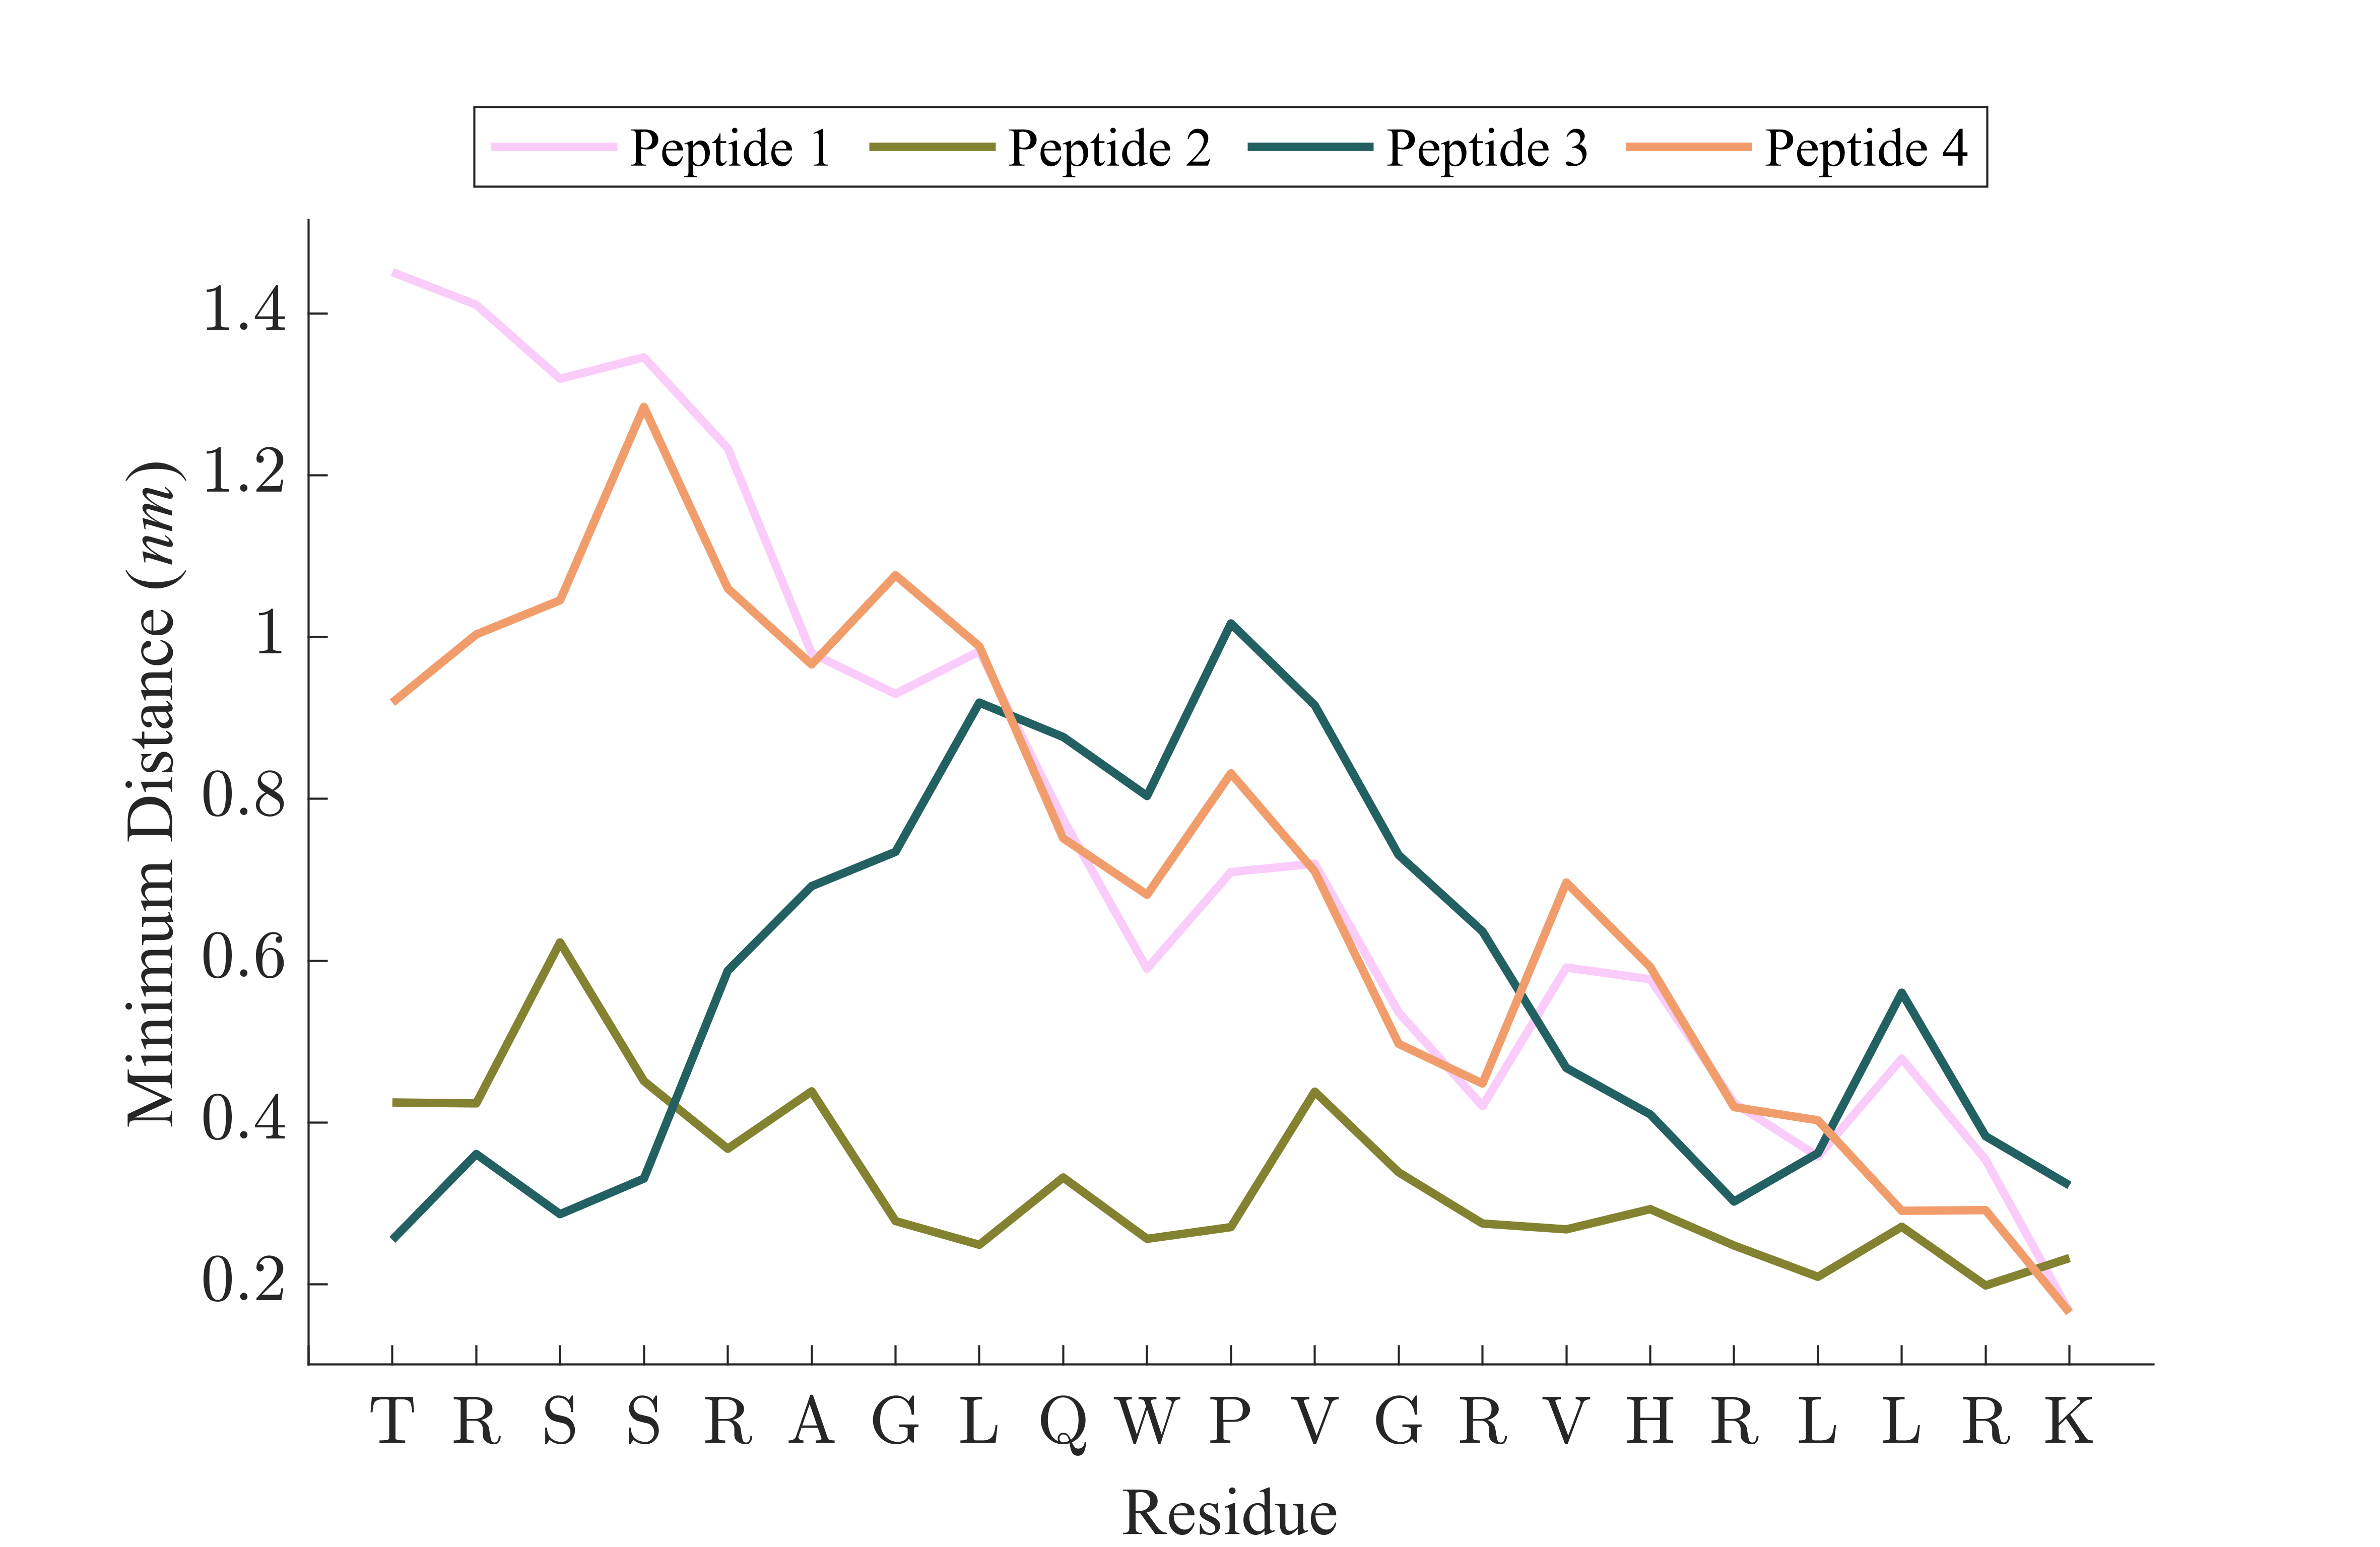 Peptide 1 Peptide 2 Peptide 3 Peptide 4
1.4
1.2
1
0.8
0.6
0.4
0.2
Minimum Distance (nm)
T R S S R A G L Q W P V G R V H R L L R K
Residue